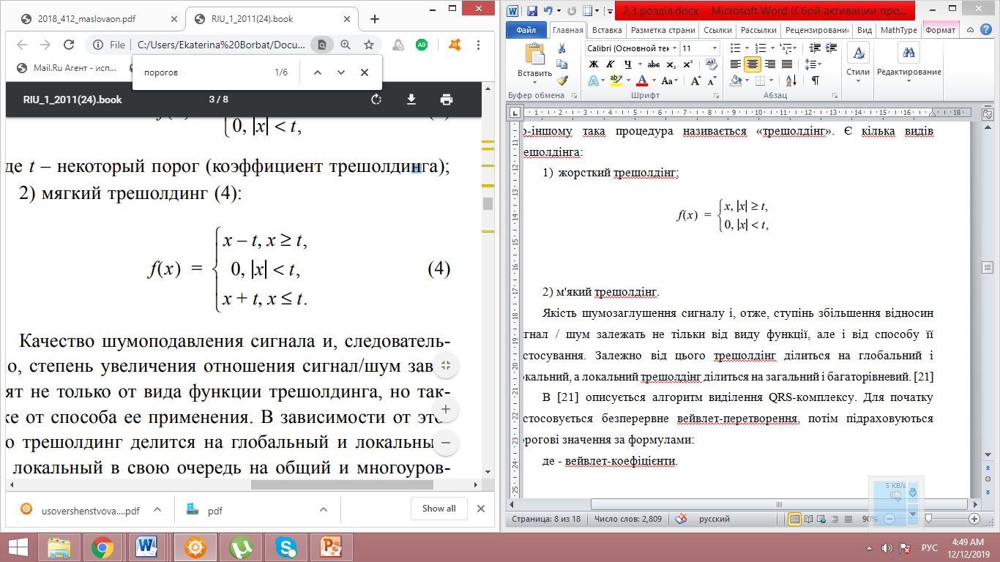 2018_412_maslovaon.pdf
RIU_1_2011(24).book
File
C:/Users/Ekaterina%20Borbat/Docu...
Mail.Ru Агент - исп...
порогов 1/6
RIU_1_2011(24).book 3 / 8
0, |x| < t,
де t – некоторый порог (коэффициент трешолдинга);
2) мягкий трешолдинг (4):
x – t, x ≥ t,
f(x) = 0, |x| < t, (4)
x + t, x ≤ t.
Качество шумоподавления сигнала и, следователь-
о, степень увеличения отношения сигнал/шум зави-
ят не только от вида функции трешолдинга, но так-
е от способа ее применения. В зависимости от это-
о трешолдинг делится на глобальный и локальны
локальный в свою очередь на общий и многоуров-
usovershenstvova....pdf
pdf
Show all
2,3 розділ.docx - Microsoft Word (Сбой активации про...
Файл Главная Вставка Разметка страни Ссылки Рассылки Рецензировани Вид MathType Формат
Вставить
Calibri (Основной тек 11
Ж К Ч abc x₂ x²
Стили
Редактирование
Буфер обмена Шрифт Абзац
о-іншому така процедура називається «трешолдінг». Є кілька видів
ешолдінга:
1) жорсткий трешолдінг;
f(x) = x, |x| ≥ t,
0, |x| < t,
2) м'який трешолдінг.
Якість шумозаглушення сигналу і, отже, ступінь збільшення відносин
гнал / шум залежать не тільки від виду функції, але і від способу її
стосування. Залежно від цього трешолдінг ділиться на глобальний і
окальний, а локальний трешолдінг ділиться на загальний і багаторівневий. [21]
В [21] описується алгоритм виділення QRS-комплексу. Для початку
стосовується безперервне вейвлет-перетворення, потім підраховуються
орогові значення за формулами:
де - вейвлет-коефіцієнти.
5 KB/s
Страница: 8 из 18 Число слов: 2,809 русский 90%
РУС
4:49 AM
12/12/2019